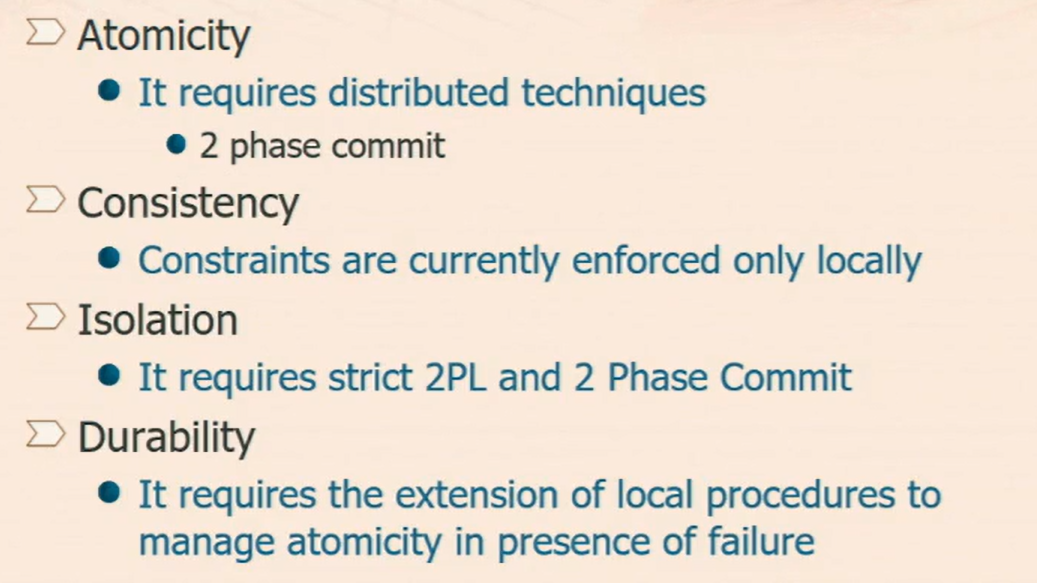 Atomicity
It requires distributed techniques
2 phase commit
Consistency
Constraints are currently enforced only locally
Isolation
It requires strict 2PL and 2 Phase Commit
Durability
It requires the extension of local procedures to
manage atomicity in presence of failure